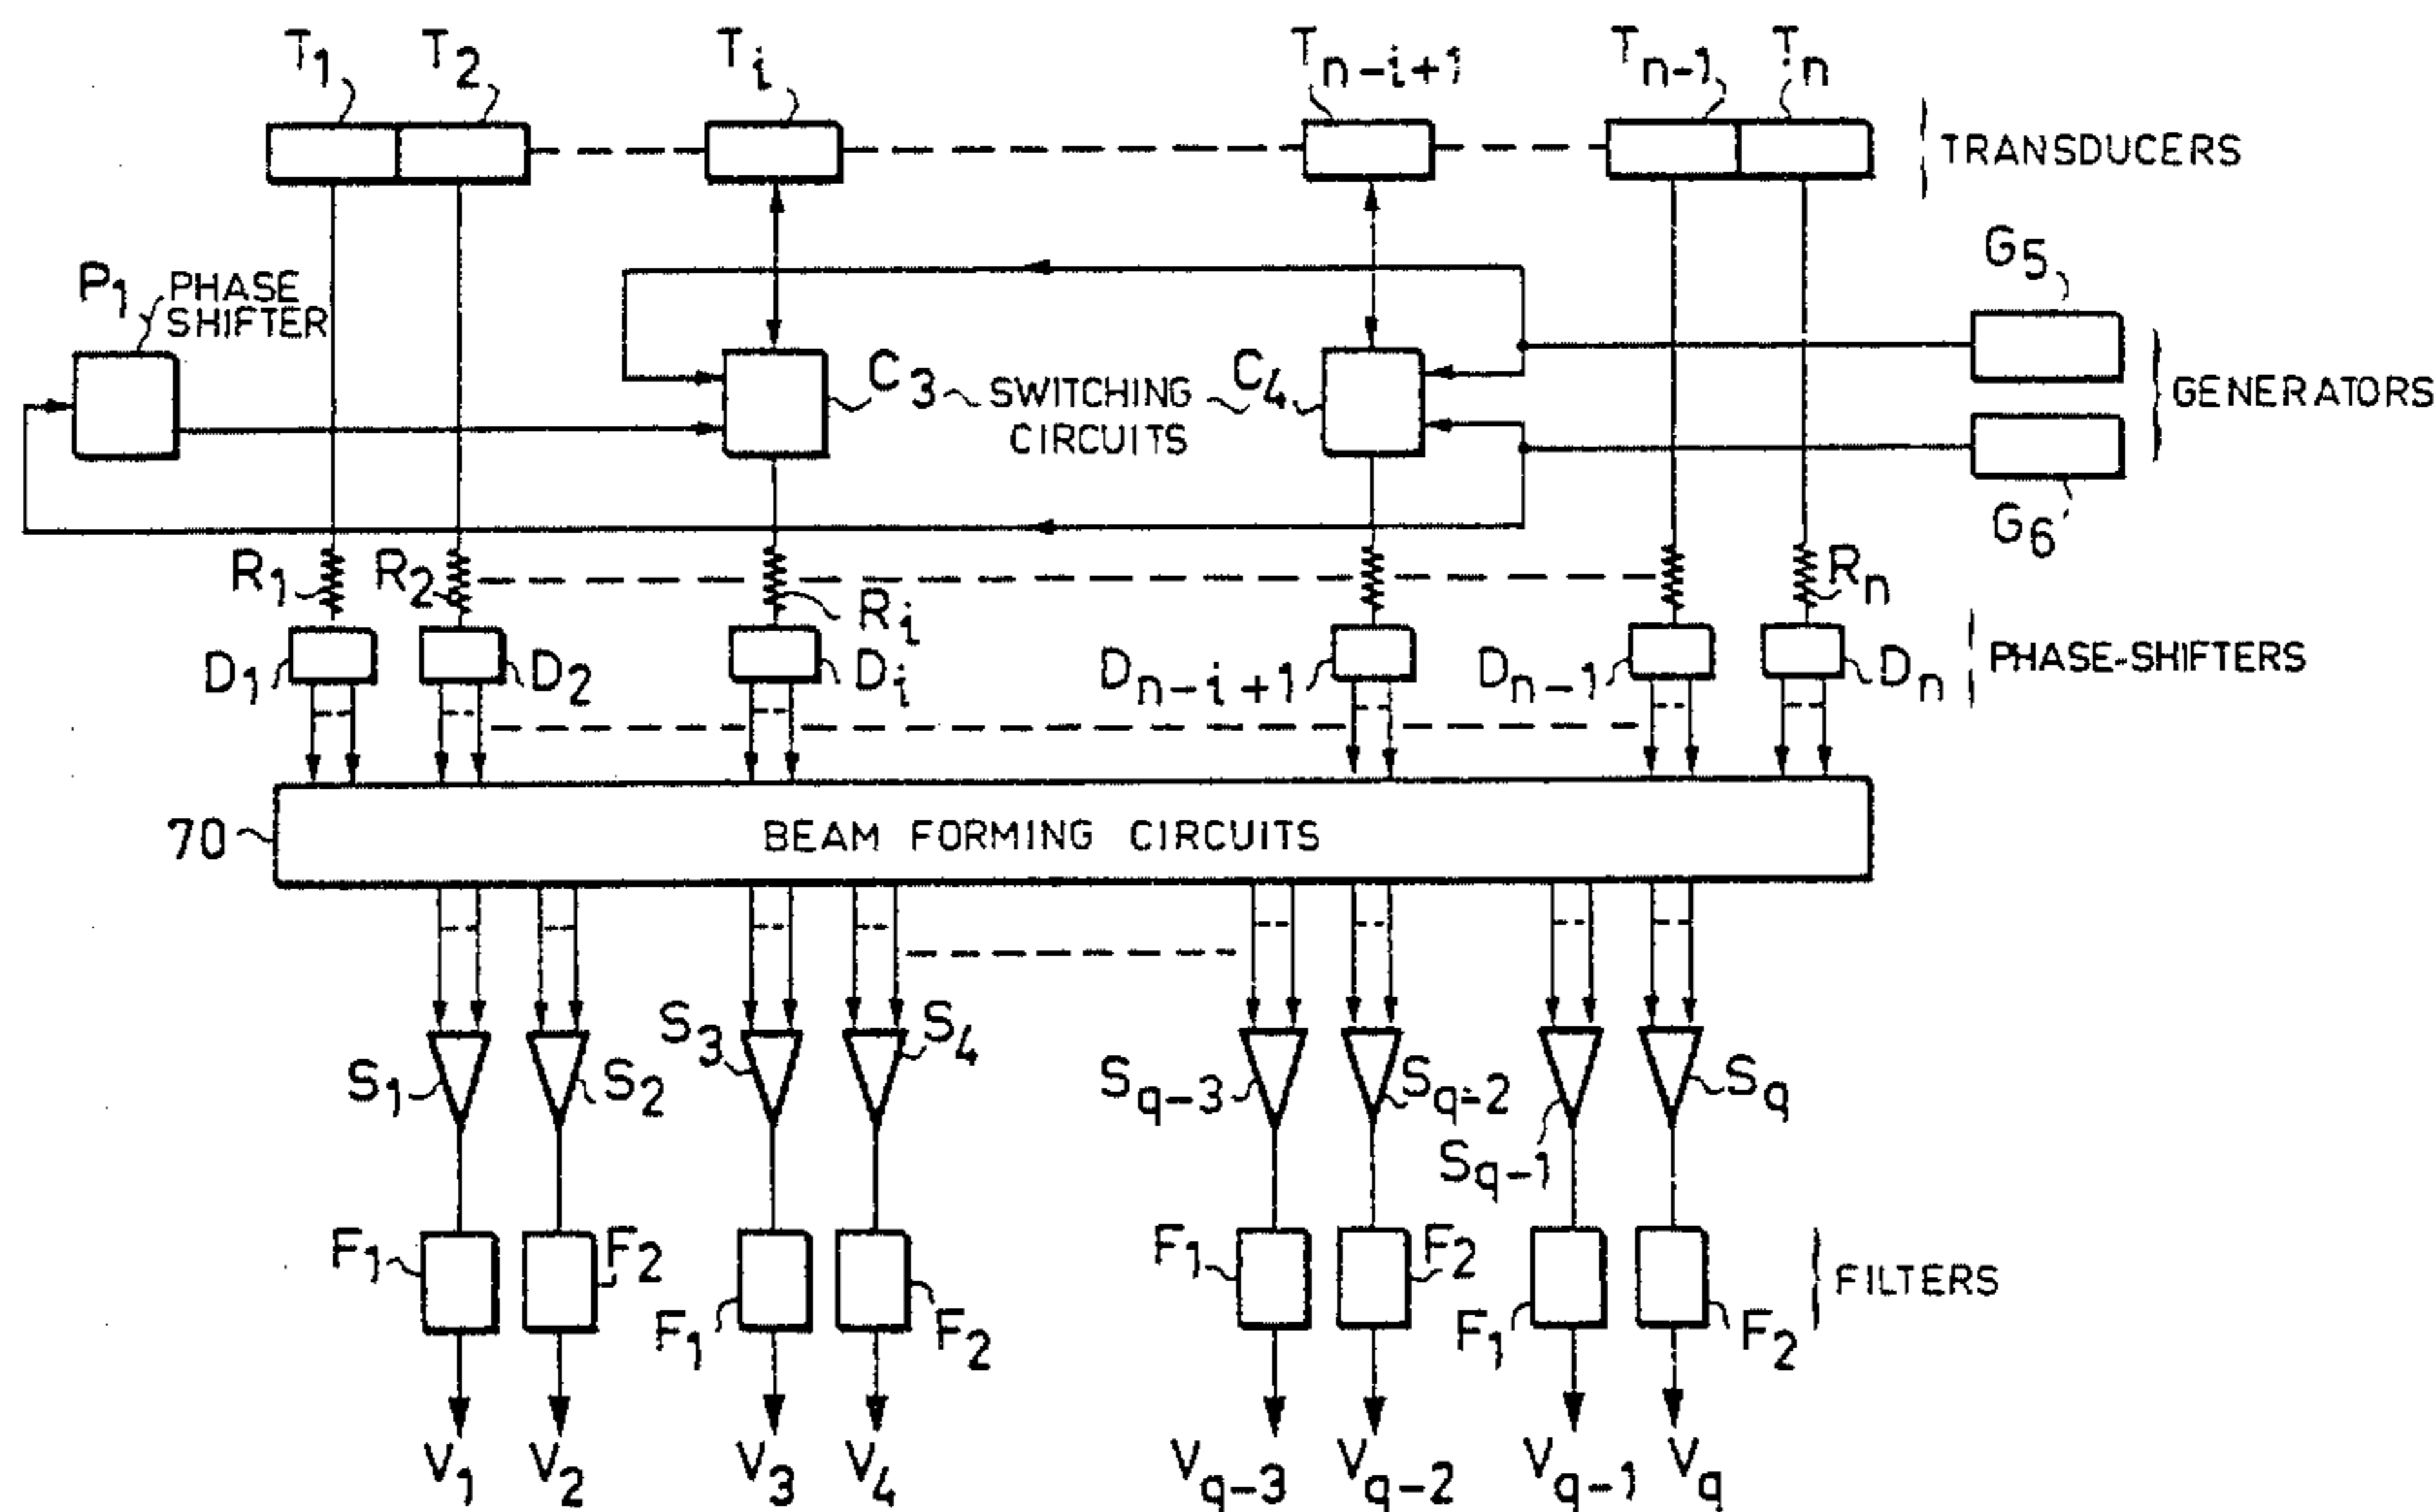 T1 T2 Ti Tn-i+1 Tn-1 Tn
TRANSDUCERS
P1 PHASE SHIFTER
G5
C3 SWITCHING CIRCUITS C4
GENERATORS
G6
R1 R2 Ri Rn
D1 D2 Di Dn-i+1 Dn-1 Dn
PHASE-SHIFTERS
70 BEAM FORMING CIRCUITS
S1 S2 S3 S4 Sq-3 Sq-2 Sq-1 Sq
F1 F2 F1 F2 F1 F2 F1 F2
FILTERS
V1 V2 V3 V4 Vq-3 Vq-2 Vq-1 Vq